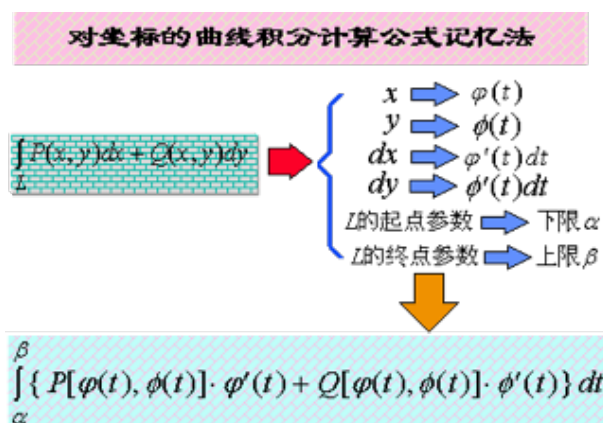 对坐标的曲线积分计算公式记忆法
∫_L P(x, y)dx + Q(x, y)dy
x φ(t)
y ϕ(t)
dx φ′(t)dt
dy ϕ′(t)dt
L的起点参数 下限α
L的终点参数 上限β
∫_α^β { P[φ(t), ϕ(t)]· φ′(t) + Q[φ(t), ϕ(t)]· ϕ′(t)} dt